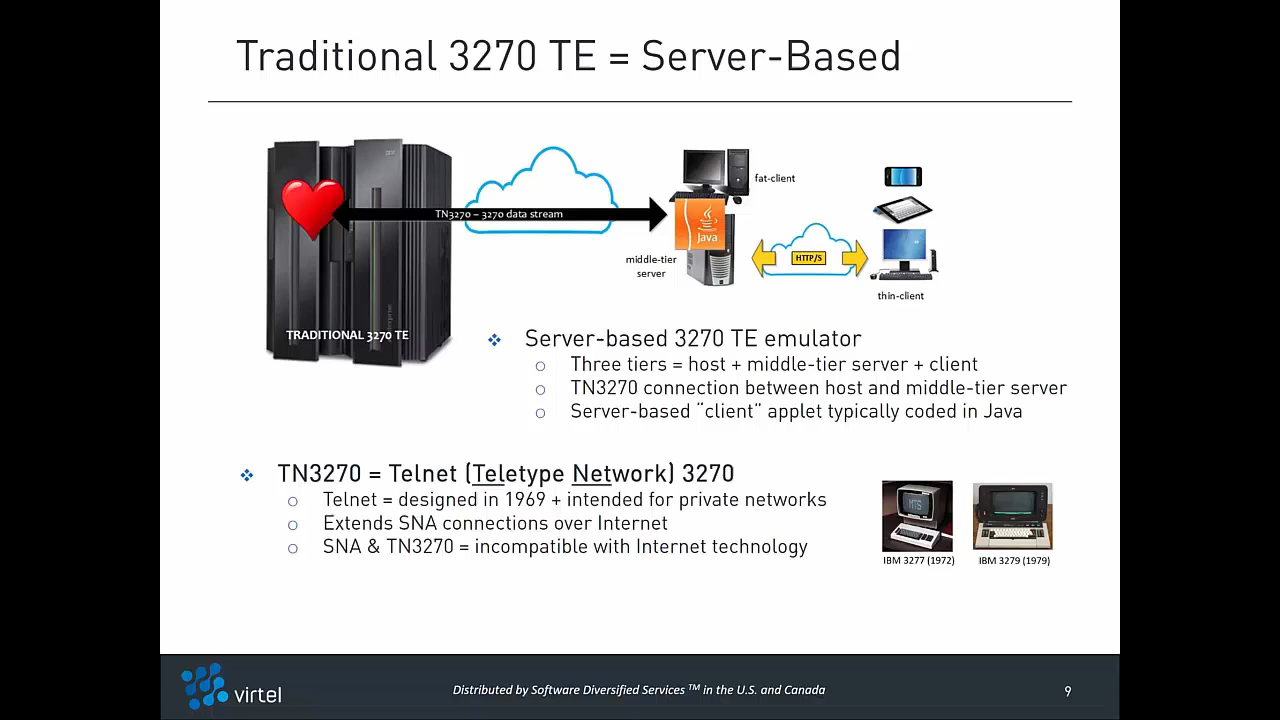 Traditional 3270 TE = Server-Based
fat-client
TN3270 – 3270 data stream
Java
middle-tier
server
HTTP/S
thin-client
TRADITIONAL 3270 TE
Server-based 3270 TE emulator
Three tiers = host + middle-tier server + client
TN3270 connection between host and middle-tier server
Server-based “client” applet typically coded in Java
TN3270 = Telnet (Teletype Network) 3270
Telnet = designed in 1969 + intended for private networks
Extends SNA connections over Internet
SNA & TN3270 = incompatible with Internet technology
MTS
IBM 3277 (1972)
IBM 3279 (1979)
virtel
Distributed by Software Diversified Services ™ in the U.S. and Canada
9